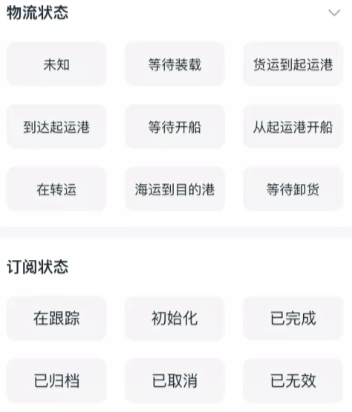 物流状态
未知 等待装载 货运到起运港
到达起运港 等待开船 从起运港开船
在转运 海运到目的港 等待卸货
订阅状态
在跟踪 初始化 已完成
已归档 已取消 已无效